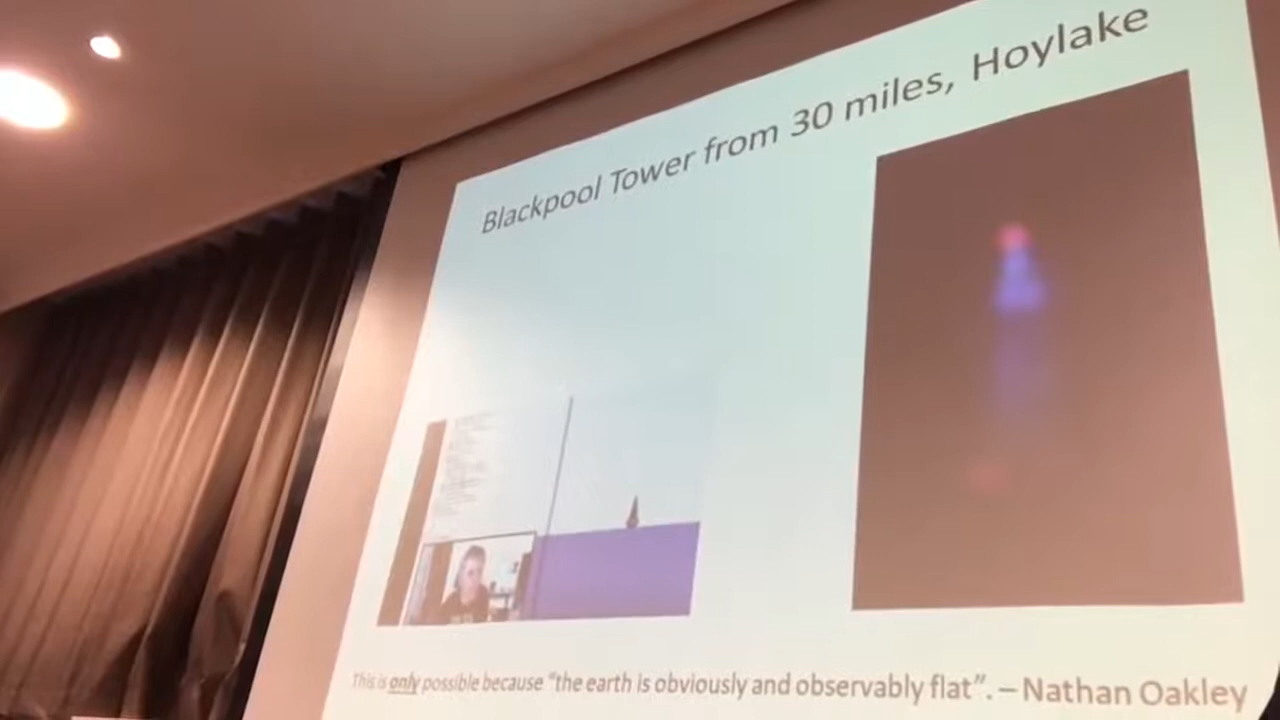 Blackpool Tower from 30 miles, Hoylake
This is only possible because “the earth is obviously and observably flat”. – Nathan Oakley